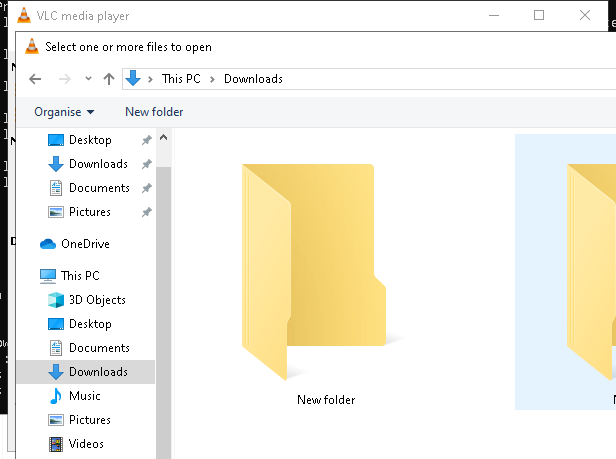 VLC media player
Select one or more files to open
This PC > Downloads
Organise
New folder
Desktop
Downloads
Documents
Pictures
OneDrive
This PC
3D Objects
Desktop
Documents
Downloads
Music
Pictures
Videos
New folder